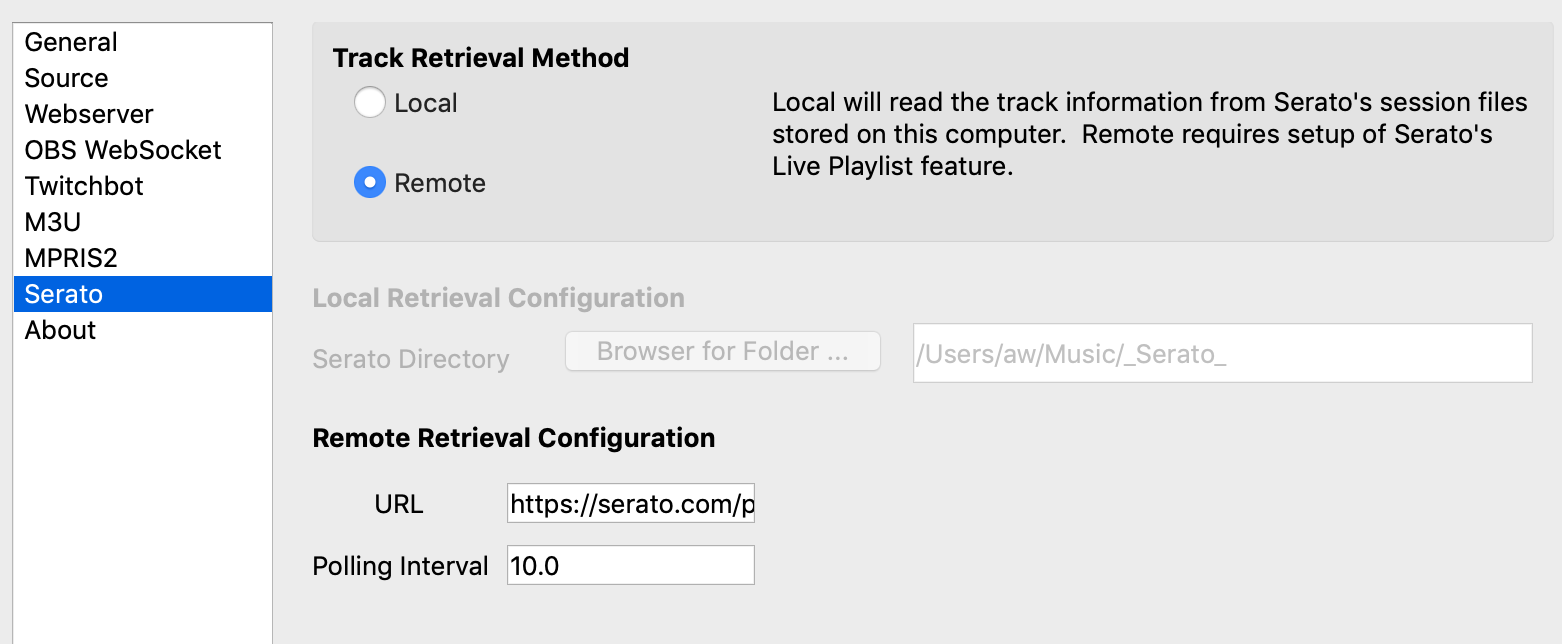 General
Source
Webserver
OBS WebSocket
Twitchbot
M3U
MPRIS2
Serato
About
Track Retrieval Method
Local
Remote
Local will read the track information from Serato's session files
stored on this computer.  Remote requires setup of Serato's
Live Playlist feature.
Local Retrieval Configuration
Serato Directory
Browser for Folder ...
/Users/aw/Music/_Serato_
Remote Retrieval Configuration
URL
https://serato.com/p
Polling Interval
10.0